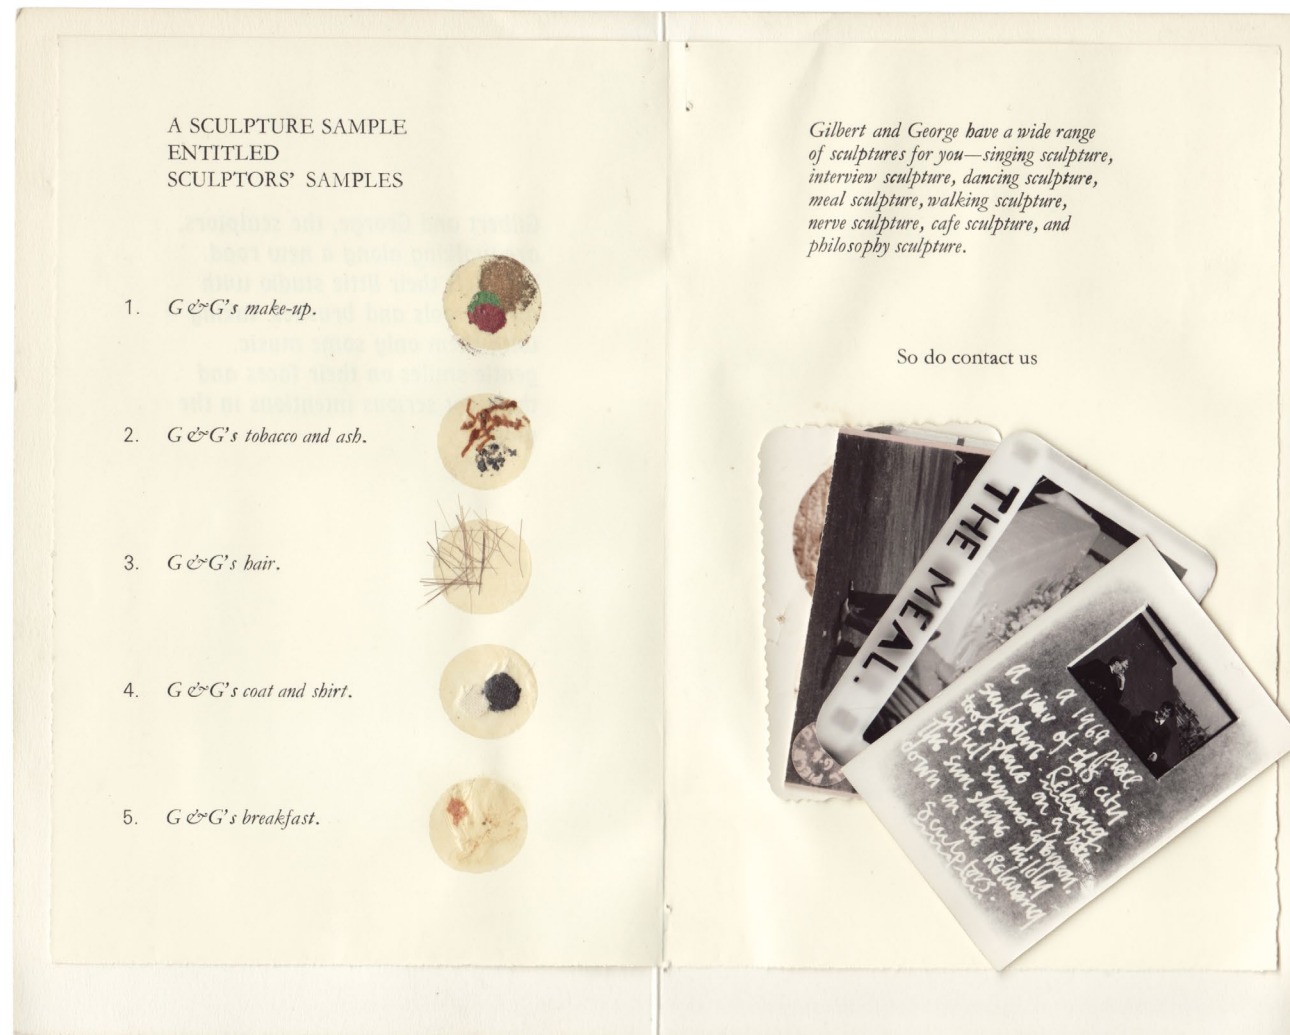 A SCULPTURE SAMPLE
ENTITLED
SCULPTORS' SAMPLES
1. G &G's make-up.
2. G &G's tobacco and ash.
3. G &G's hair.
4. G &G's coat and shirt.
5. G &G's breakfast.
Gilbert and George have a wide range
of sculptures for you—singing sculpture,
interview sculpture, dancing sculpture,
meal sculpture, walking sculpture,
nerve sculpture, cafe sculpture, and
philosophy sculpture.
So do contact us
THE MEAL.
a 1969 piece
a view of this city
sculpture. Relaxing
took place on a
summer afternoon.
The sun shone mildly
down on the relaxing
sculptors.